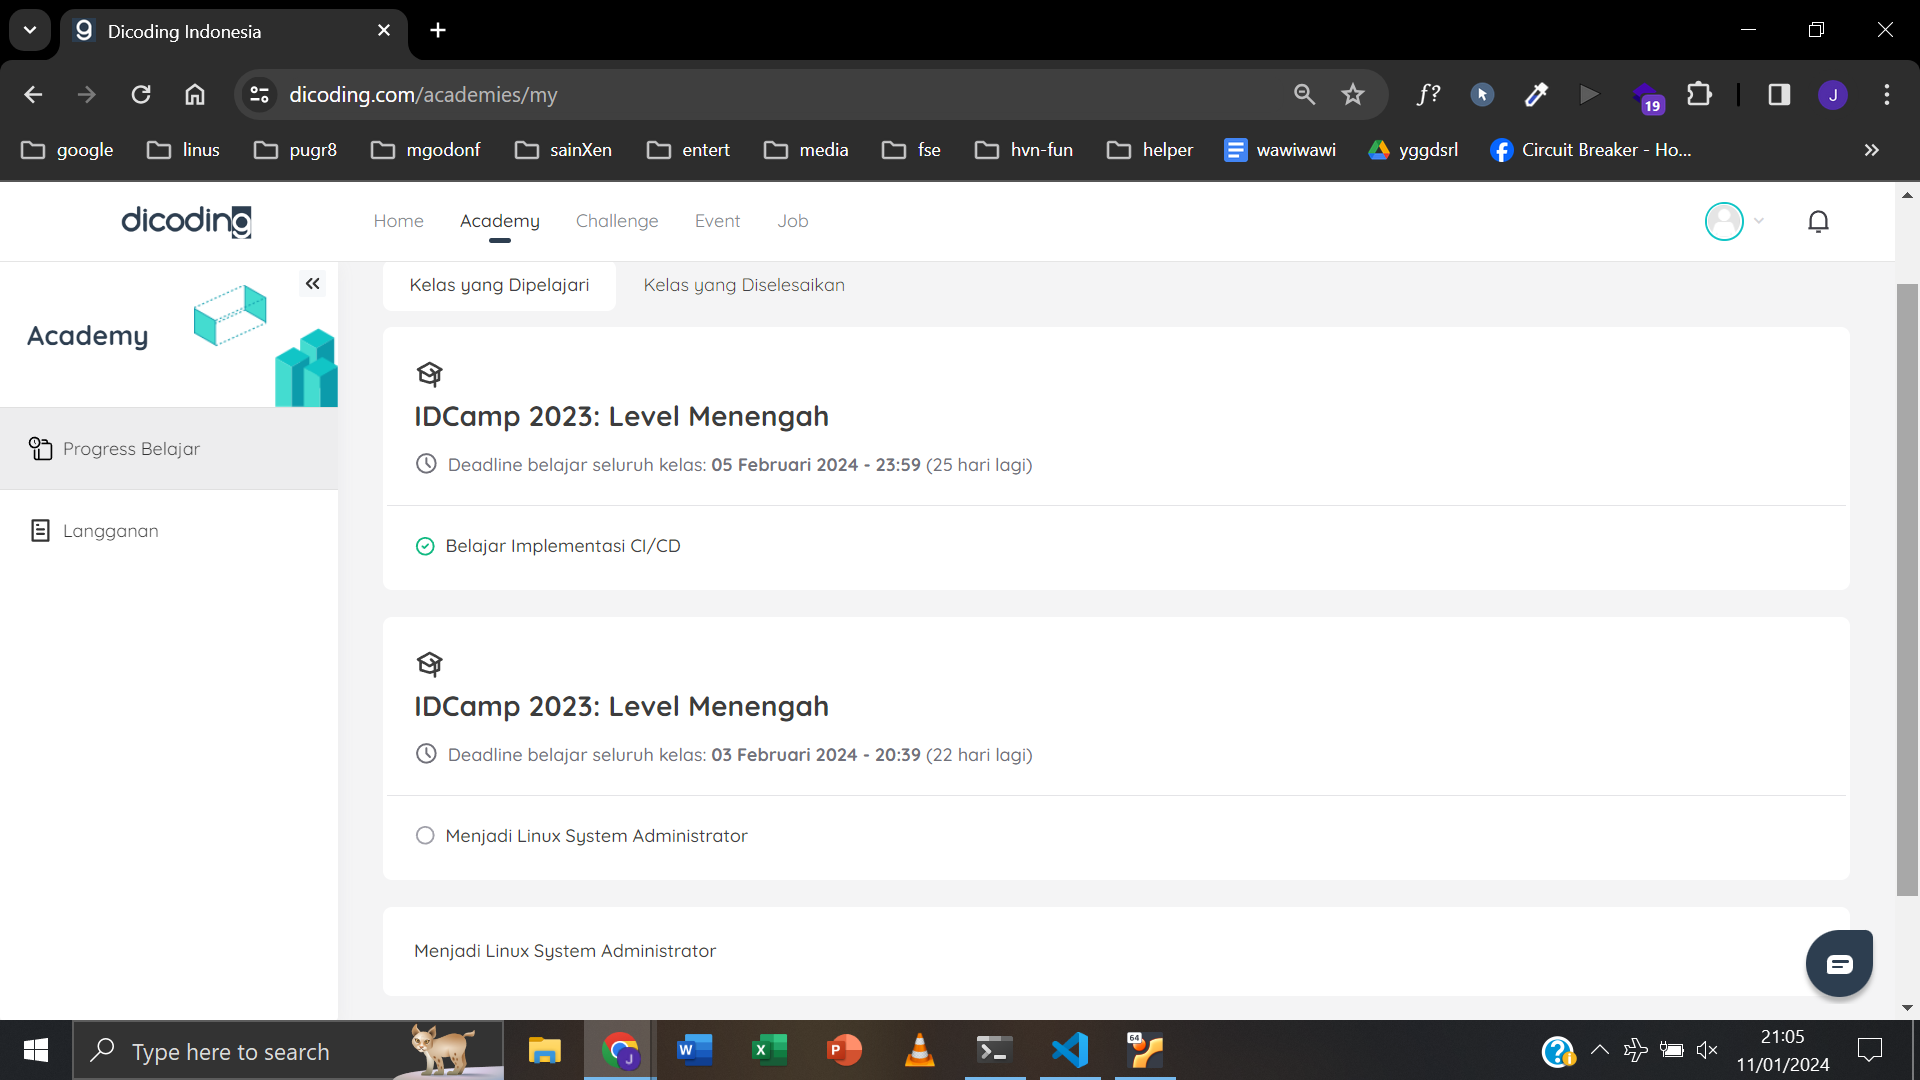 Dicoding Indonesia
dicoding.com/academies/my
f?
19
J
google
linus
pugr8
mgodonf
sainXen
entert
media
fse
hvn-fun
helper
wawiwawi
yggdsrl
Circuit Breaker - Ho...
dicoding
Home
Academy
Challenge
Event
Job
Academy
Progress Belajar
Langganan
Kelas yang Dipelajari
Kelas yang Diselesaikan
IDCamp 2023: Level Menengah
Deadline belajar seluruh kelas: 05 Februari 2024 - 23:59 (25 hari lagi)
Belajar Implementasi CI/CD
IDCamp 2023: Level Menengah
Deadline belajar seluruh kelas: 03 Februari 2024 - 20:39 (22 hari lagi)
Menjadi Linux System Administrator
Menjadi Linux System Administrator
Type here to search
J
W
X
P
64
21:05
11/01/2024